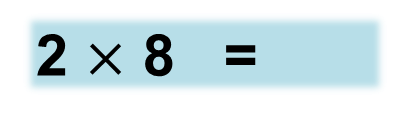 2 × 8 =